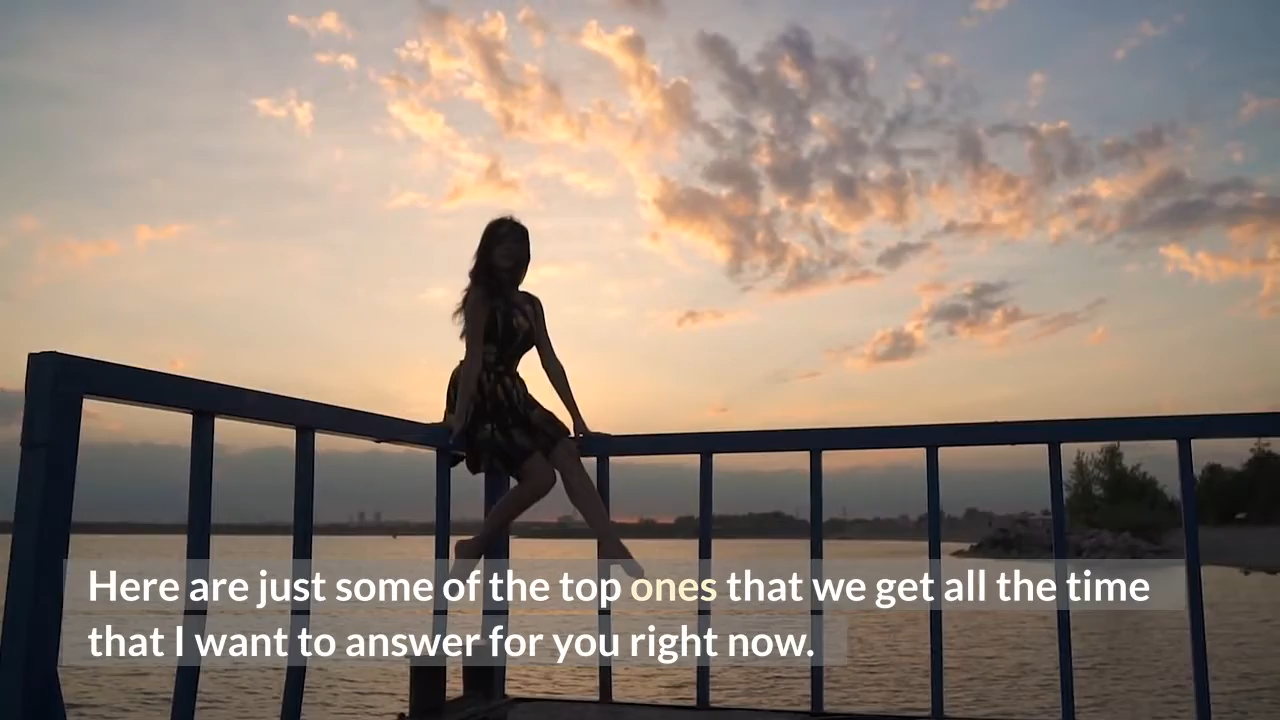 Here are just some of the top ones that we get all the time
that I want to answer for you right now.